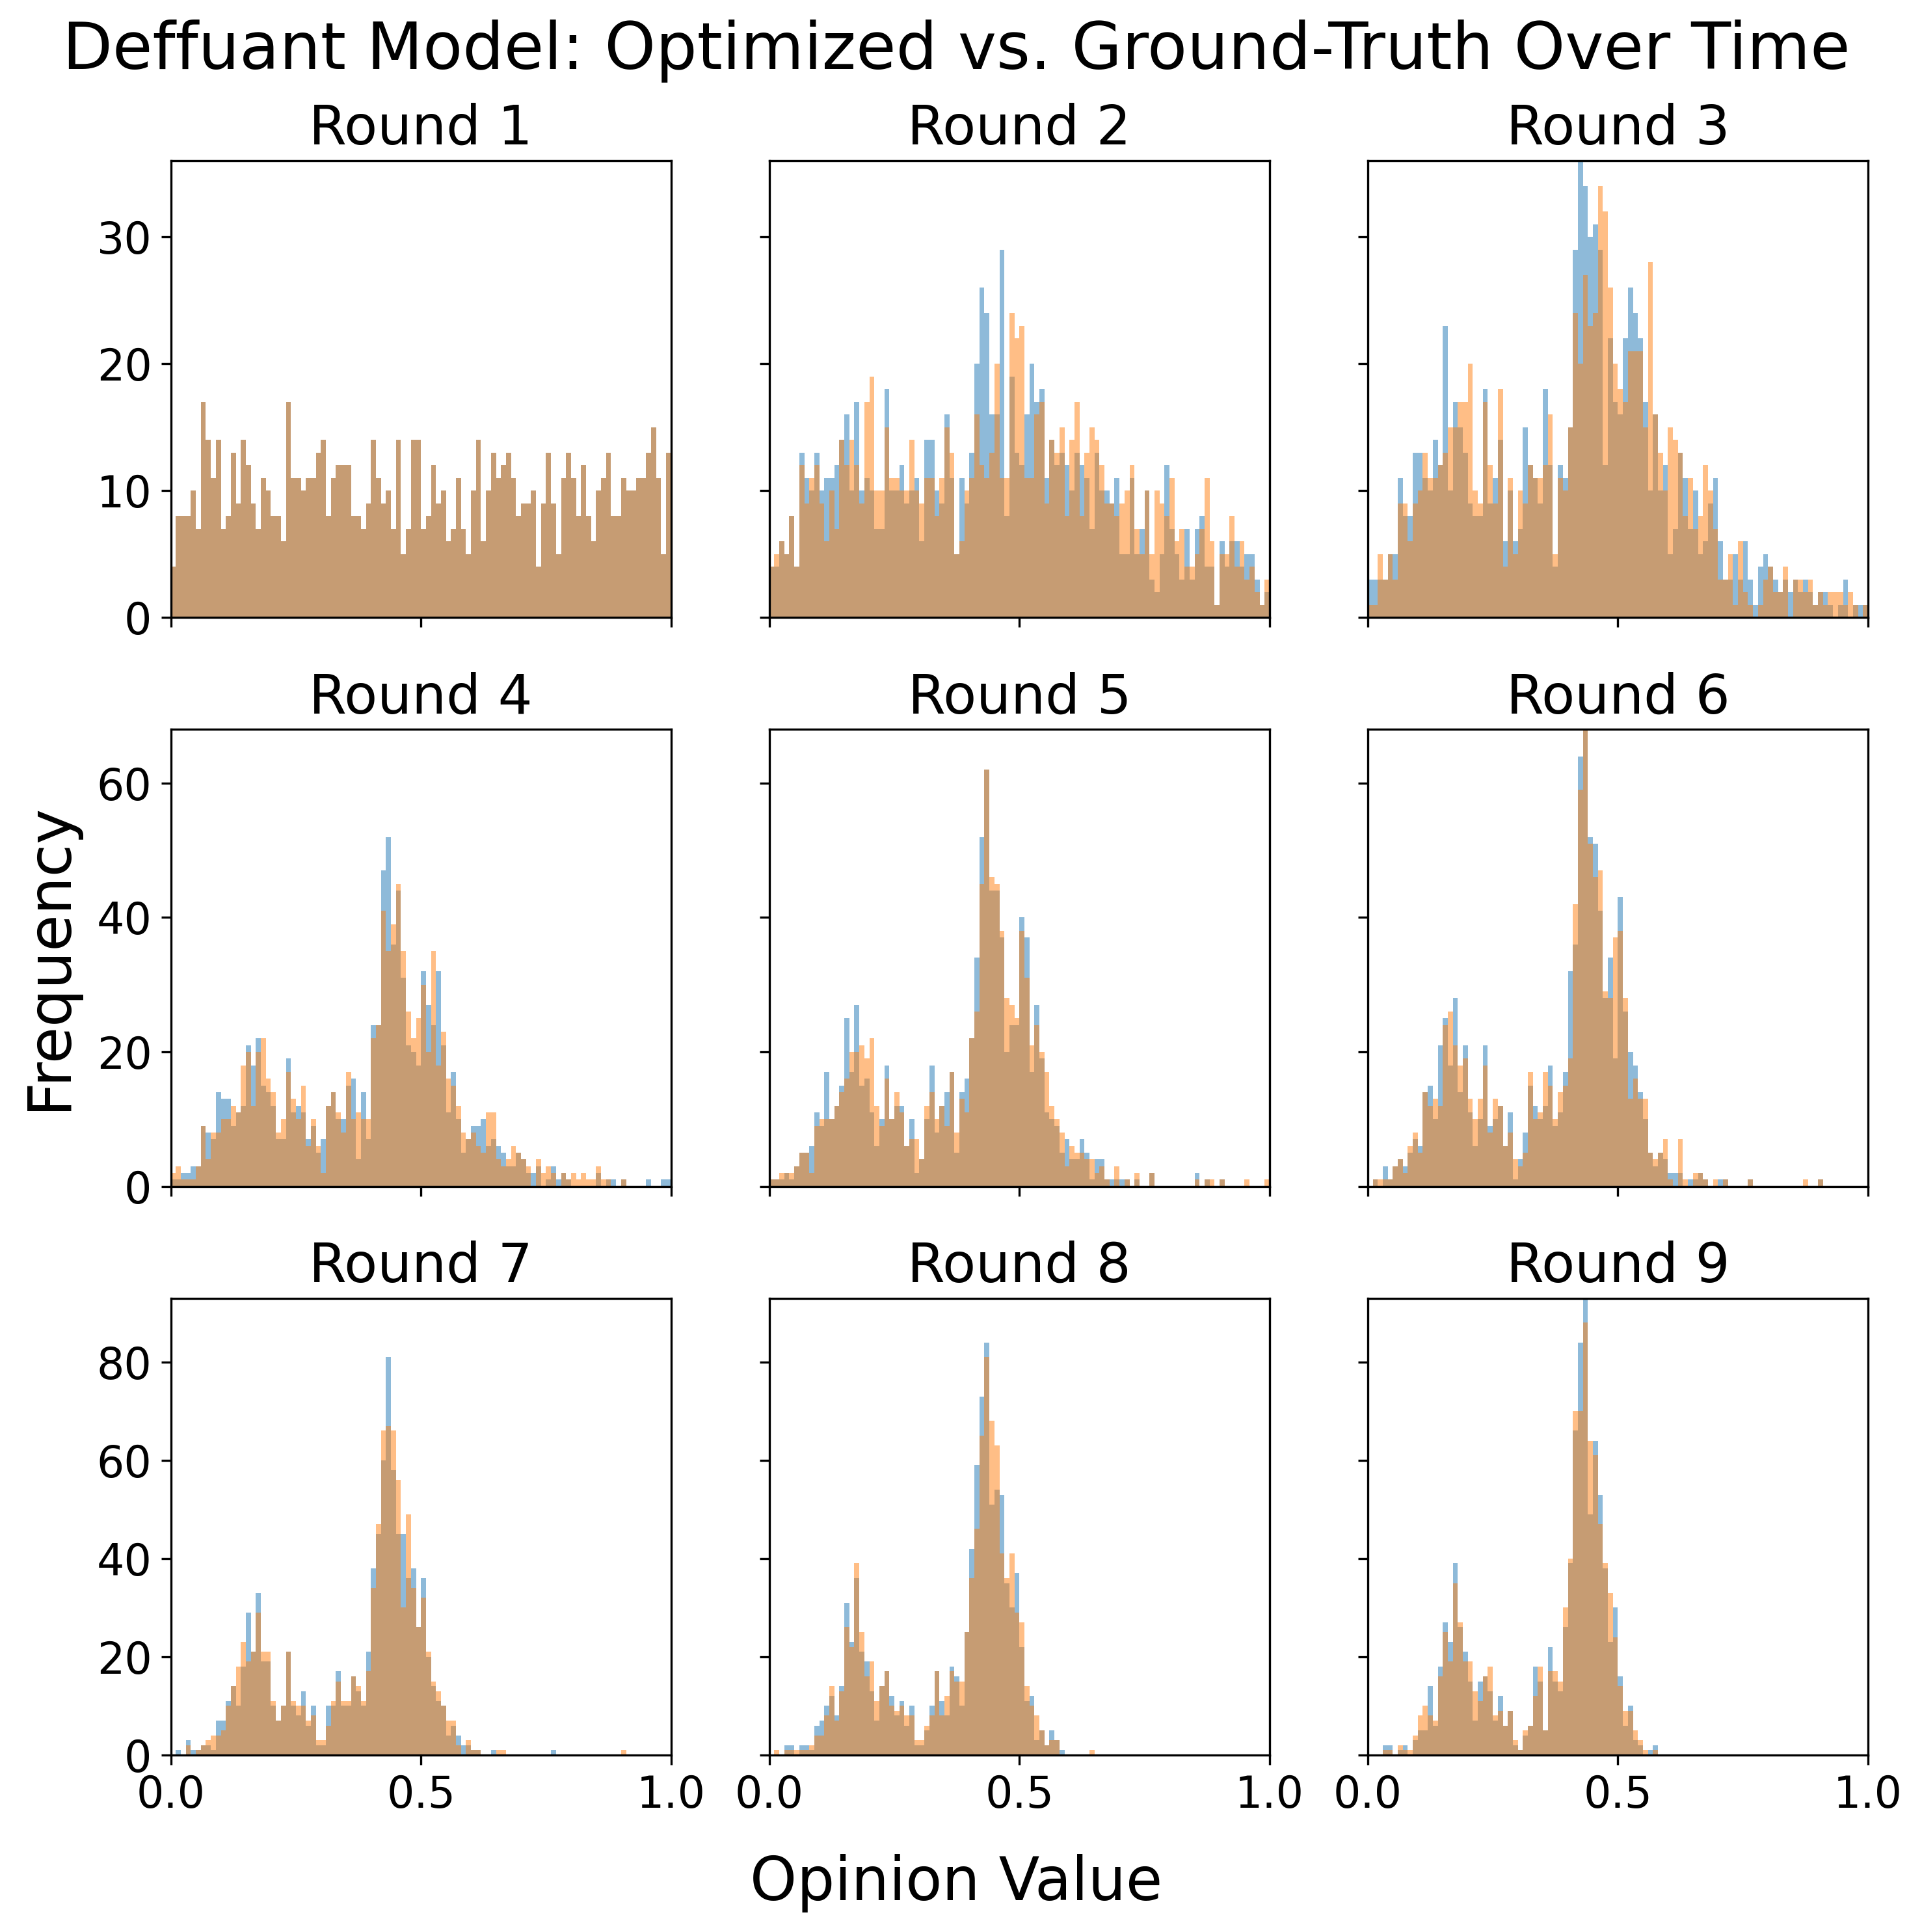 Deffuant Model: Optimized vs. Ground-Truth Over Time
Round 1
Round 2
Round 3
30
20
10
0
Round 4
Round 5
Round 6
Frequency
60
40
20
0
Round 7
Round 8
Round 9
80
60
40
20
0
0.0 0.5 1.0 0.0 0.5 1.0 0.0 0.5 1.0
Opinion Value